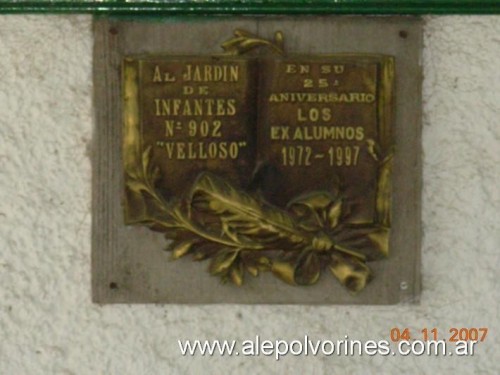 AL JARDIN
DE
INFANTES
Nº 902
"VELLOSO"
EN SU
25º
ANIVERSARIO
LOS
EX ALUMNOS
1972-1997
04 11 2007
www.alepolvorines.com.ar